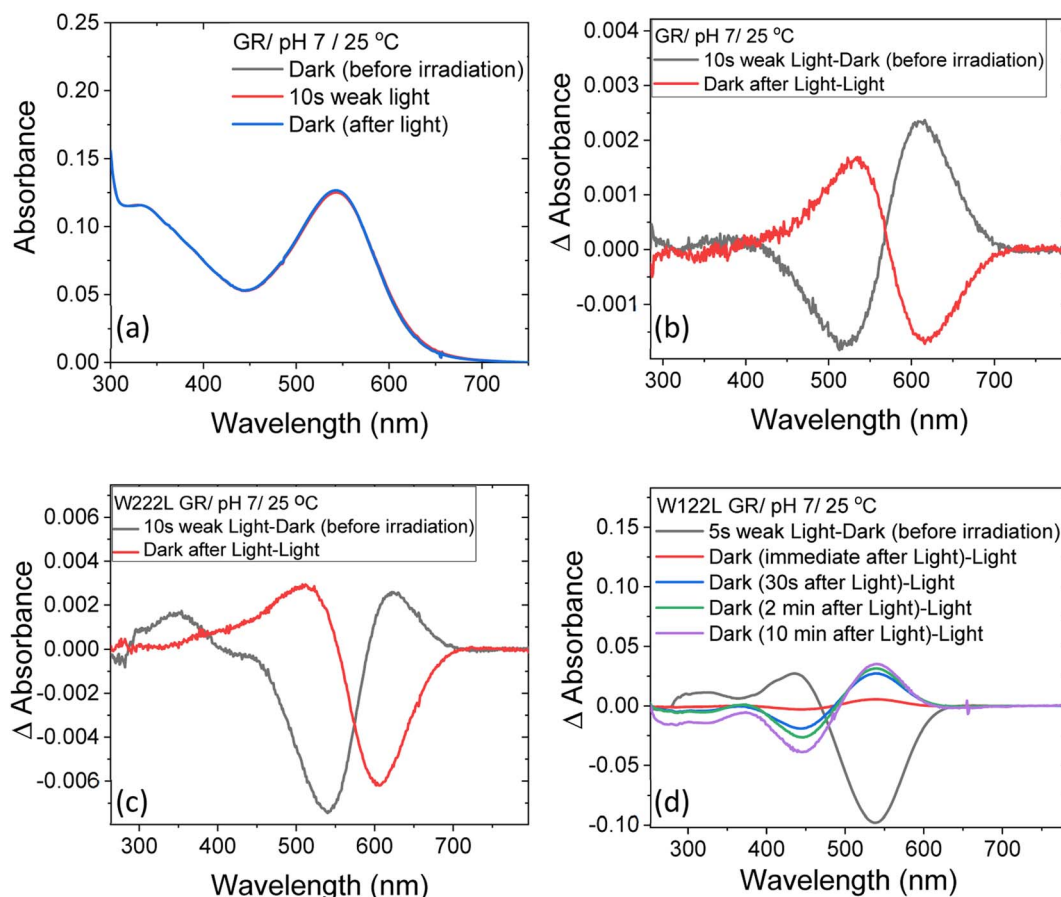 GR/ pH 7 / 25 °C
Dark (before irradiation)
10s weak light
Dark (after light)
0.25
0.20
0.15
0.10
0.05
0.00
Absorbance
(a)
300 400 500 600 700
Wavelength (nm)
GR/ pH 7/ 25 °C
10s weak Light-Dark (before irradiation)
Dark after Light-Light
0.004
0.003
0.002
0.001
0.000
-0.001
Δ Absorbance
(b)
300 400 500 600 700
Wavelength (nm)
W222L GR/ pH 7/ 25 ºC
10s weak Light-Dark (before irradiation)
Dark after Light-Light
0.006
0.004
0.002
0.000
-0.002
-0.004
-0.006
Δ Absorbance
(c)
300 400 500 600 700
Wavelength (nm)
W122L GR/ pH 7/ 25 °C
5s weak Light-Dark (before irradiation)
Dark (immediate after Light)-Light
Dark (30s after Light)-Light
Dark (2 min after Light)-Light
Dark (10 min after Light)-Light
0.15
0.10
0.05
0.00
-0.05
-0.10
Δ Absorbance
(d)
300 400 500 600 700
Wavelength (nm)